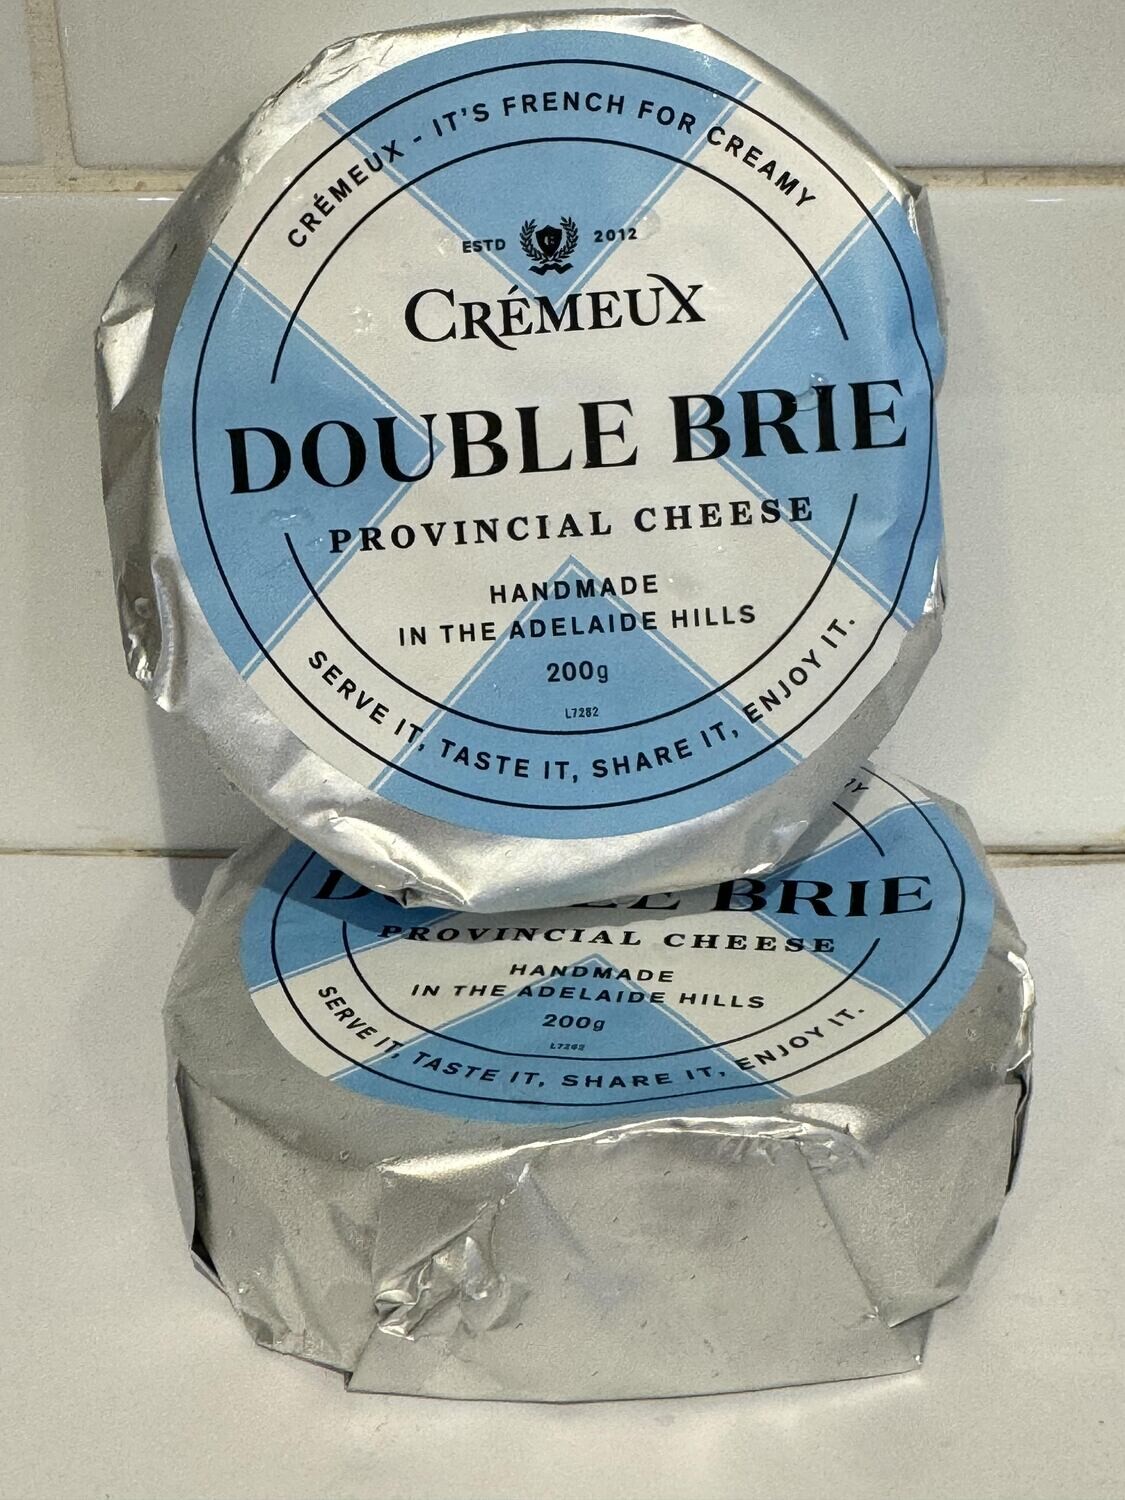 CRÉMEUX - IT'S FRENCH FOR CREAMY
ESTD 2012
CRÉMEUX
DOUBLE BRIE
PROVINCIAL CHEESE
HANDMADE
IN THE ADELAIDE HILLS
200g
L7282
SERVE IT, TASTE IT, SHARE IT, ENJOY IT.
BRIE
PROVINCIAL CHEESE
HANDMADE
IN THE ADELAIDE HILLS
200g
SERVE IT, TASTE IT, SHARE IT, ENJOY IT.